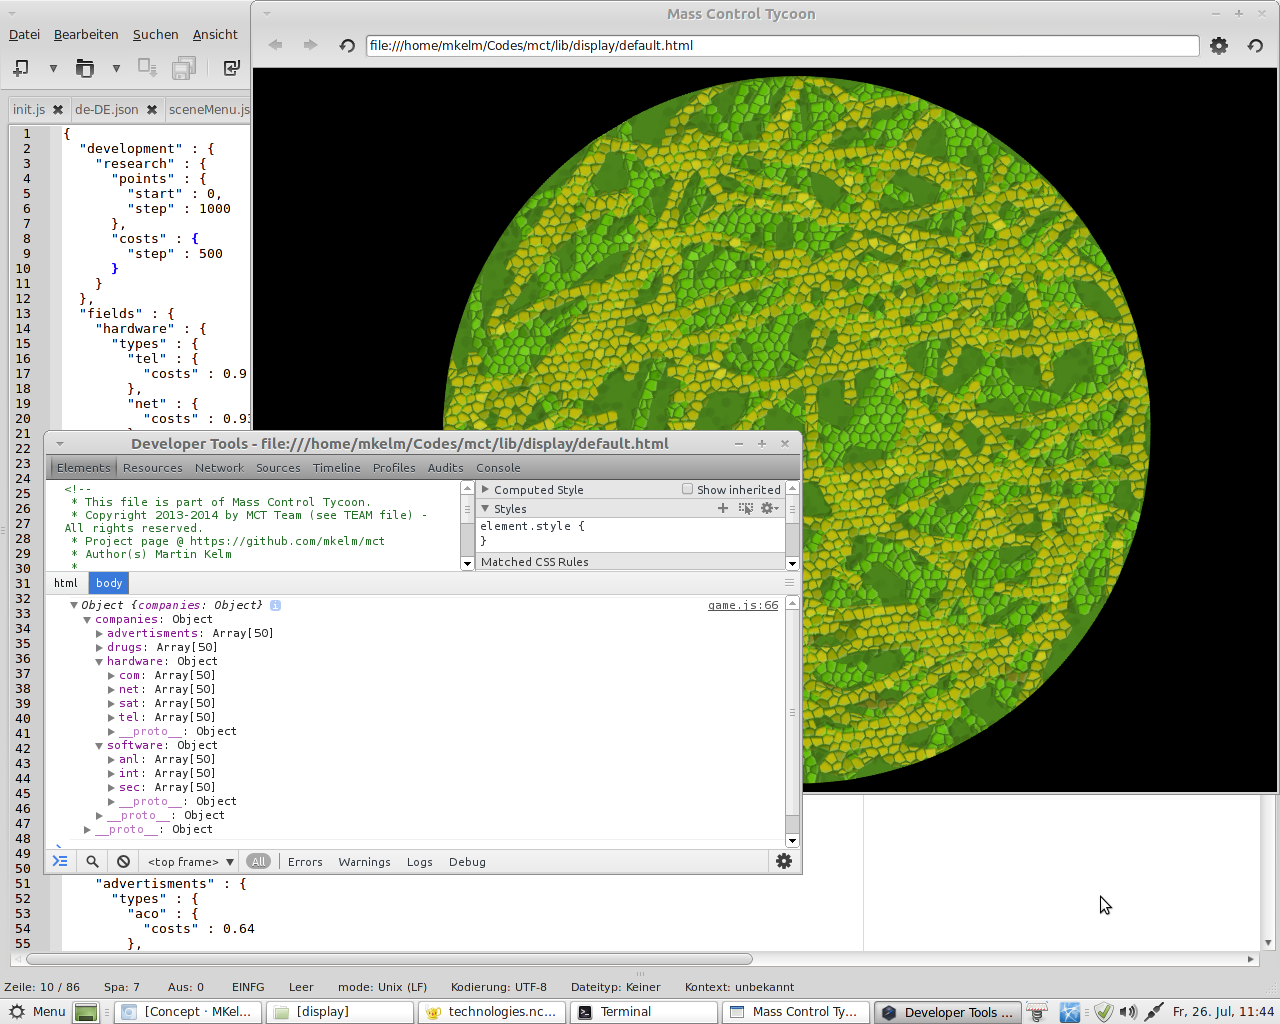 Mass Control Tycoon
file:///home/mkelm/Codes/mct/lib/display/default.html
Datei Bearbeiten Suchen Ansicht
init.js de-DE.json sceneMenu.js
1 {
2 "development" : {
3 "research" : {
4 "points" : {
5 "start" : 0,
6 "step" : 1000
7 },
8 "costs" : {
9 "step" : 500
10 }
11 }
12 },
13 "fields" : {
14 "hardware" : {
15 "types" : {
16 "tel" : {
17 "costs" : 0.9
18 },
19 "net" : {
20 "costs" : 0.93
21
22
23
24
25
26
27
28
29
30
31
32
33
34
35
36
37
38
39
40
41
42
43
44
45
46
47
48
49
50
51 "advertisments" : {
52 "types" : {
53 "aco" : {
54 "costs" : 0.64
55 },
Developer Tools - file:///home/mkelm/Codes/mct/lib/display/default.html
Elements Resources Network Sources Timeline Profiles Audits Console
<!--
* This file is part of Mass Control Tycoon.
* Copyright 2013-2014 by MCT Team (see TEAM file) -
All rights reserved.
* Project page @ https://github.com/mkelm/mct
* Author(s) Martin Kelm
*
Computed Style Show inherited
Styles
element.style {
}
Matched CSS Rules
html body
Object {companies: Object} game.js:66
companies: Object
advertisments: Array[50]
drugs: Array[50]
hardware: Object
com: Array[50]
net: Array[50]
sat: Array[50]
tel: Array[50]
__proto__: Object
software: Object
anl: Array[50]
int: Array[50]
sec: Array[50]
__proto__: Object
__proto__: Object
__proto__: Object
<top frame> All Errors Warnings Logs Debug
Zeile: 10 / 86 Spa: 7 Aus: 0 EINFG Leer mode: Unix (LF) Kodierung: UTF-8 Dateityp: Keiner Kontext: unbekannt
Menu [Concept · MKel... [display] technologies.nc... Terminal Mass Control Ty... Developer Tools ... Fr, 26. Jul, 11:44